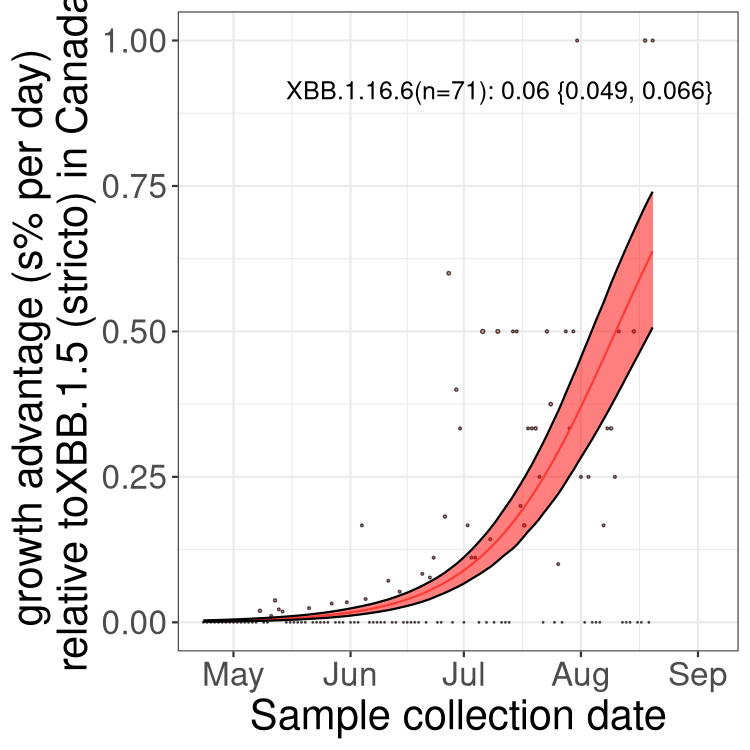 growth advantage (s% per day)
relative toXBB.1.5 (stricto) in Canada
1.00
0.75
0.50
0.25
0.00
XBB.1.16.6(n=71): 0.06 {0.049, 0.066}
May Jun Jul Aug Sep
Sample collection date